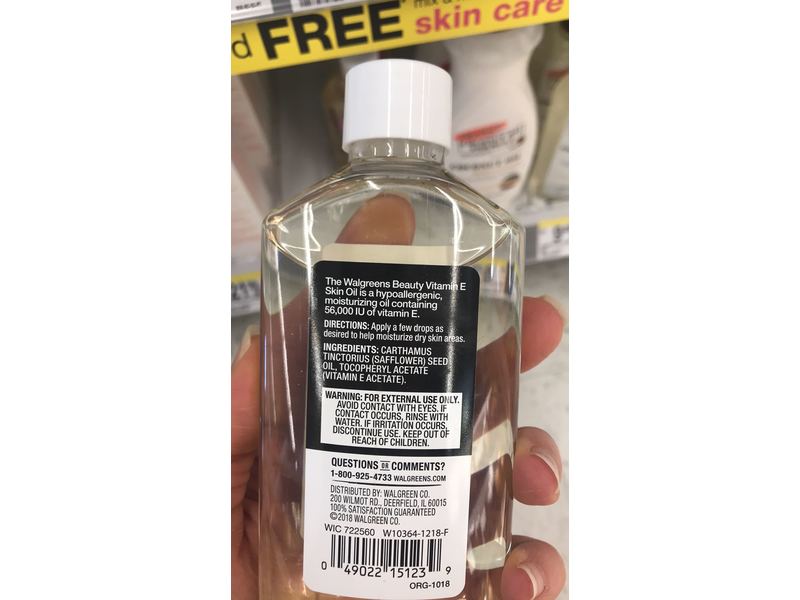 d FREE
skin care
The Walgreens Beauty Vitamin E
Skin Oil is a hypoallergenic,
moisturizing oil containing
56,000 IU of vitamin E.
DIRECTIONS: Apply a few drops as
desired to help moisturize dry skin areas.
INGREDIENTS: CARTHAMUS
TINCTORIUS (SAFFLOWER) SEED
OIL, TOCOPHERYL ACETATE
(VITAMIN E ACETATE).
WARNING: FOR EXTERNAL USE ONLY.
AVOID CONTACT WITH EYES. IF
CONTACT OCCURS, RINSE WITH
WATER. IF IRRITATION OCCURS,
DISCONTINUE USE. KEEP OUT OF
REACH OF CHILDREN.
QUESTIONS OR COMMENTS?
1-800-925-4733 WALGREENS.COM
DISTRIBUTED BY: WALGREEN CO.
200 WILMOT RD., DEERFIELD, IL 60015
100% SATISFACTION GUARANTEED
©2018 WALGREEN CO.
WIC 722560 W10364-1218-F
0 49022 15123 9
ORG-1018